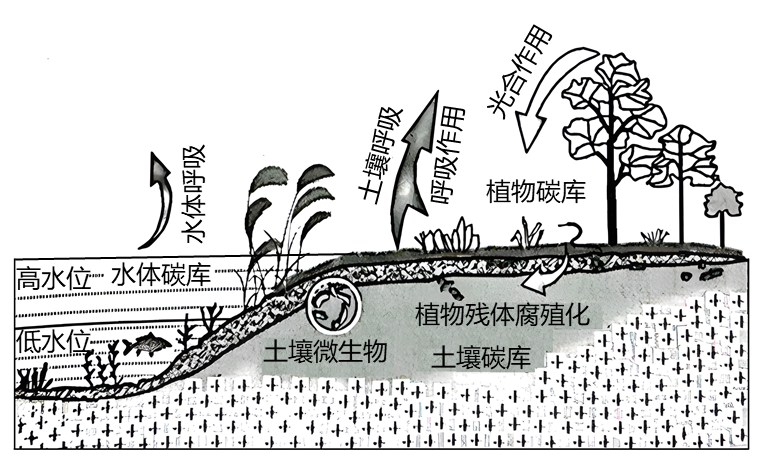 光合作用
土壤呼吸
呼吸作用
水体呼吸
植物碳库
高水位
水体碳库
低水位
植物残体腐殖化
土壤微生物
土壤碳库